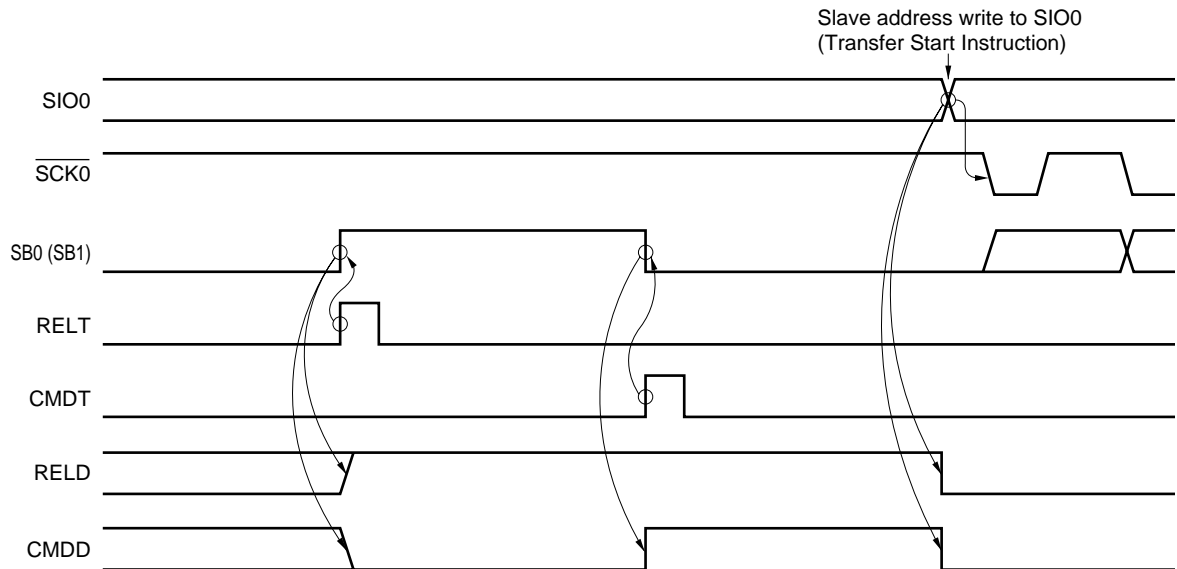 Slave address write to SIO0
(Transfer Start Instruction)
SIO0
SCK0
SB0 (SB1)
RELT
CMDT
RELD
CMDD